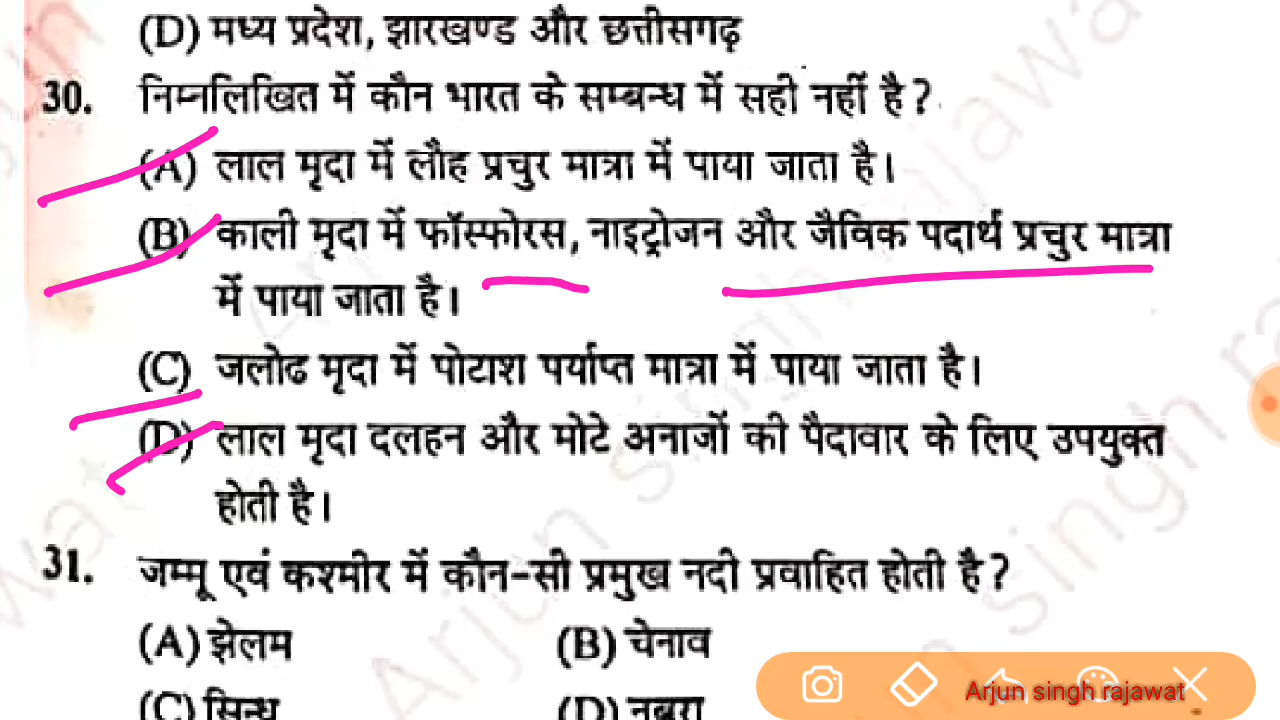 (D) मध्य प्रदेश, झारखण्ड और छत्तीसगढ़
30. निम्नलिखित में कौन भारत के सम्बन्ध में सही नहीं है?
(A) लाल मृदा में लौह प्रचुर मात्रा में पाया जाता है।
(B) काली मृदा में फॉस्फोरस, नाइट्रोजन और जैविक पदार्थ प्रचुर मात्रा
में पाया जाता है।
(C) जलोढ मृदा में पोटाश पर्याप्त मात्रा में पाया जाता है।
(D) लाल मृदा दलहन और मोटे अनाजों की पैदावार के लिए उपयुक्त
होती है।
31. जम्मू एवं कश्मीर में कौन-सी प्रमुख नदी प्रवाहित होती है?
(A) झेलम (B) चेनाव
(C) सिन्ध (D) नुबरा
Arjun singh rajawat